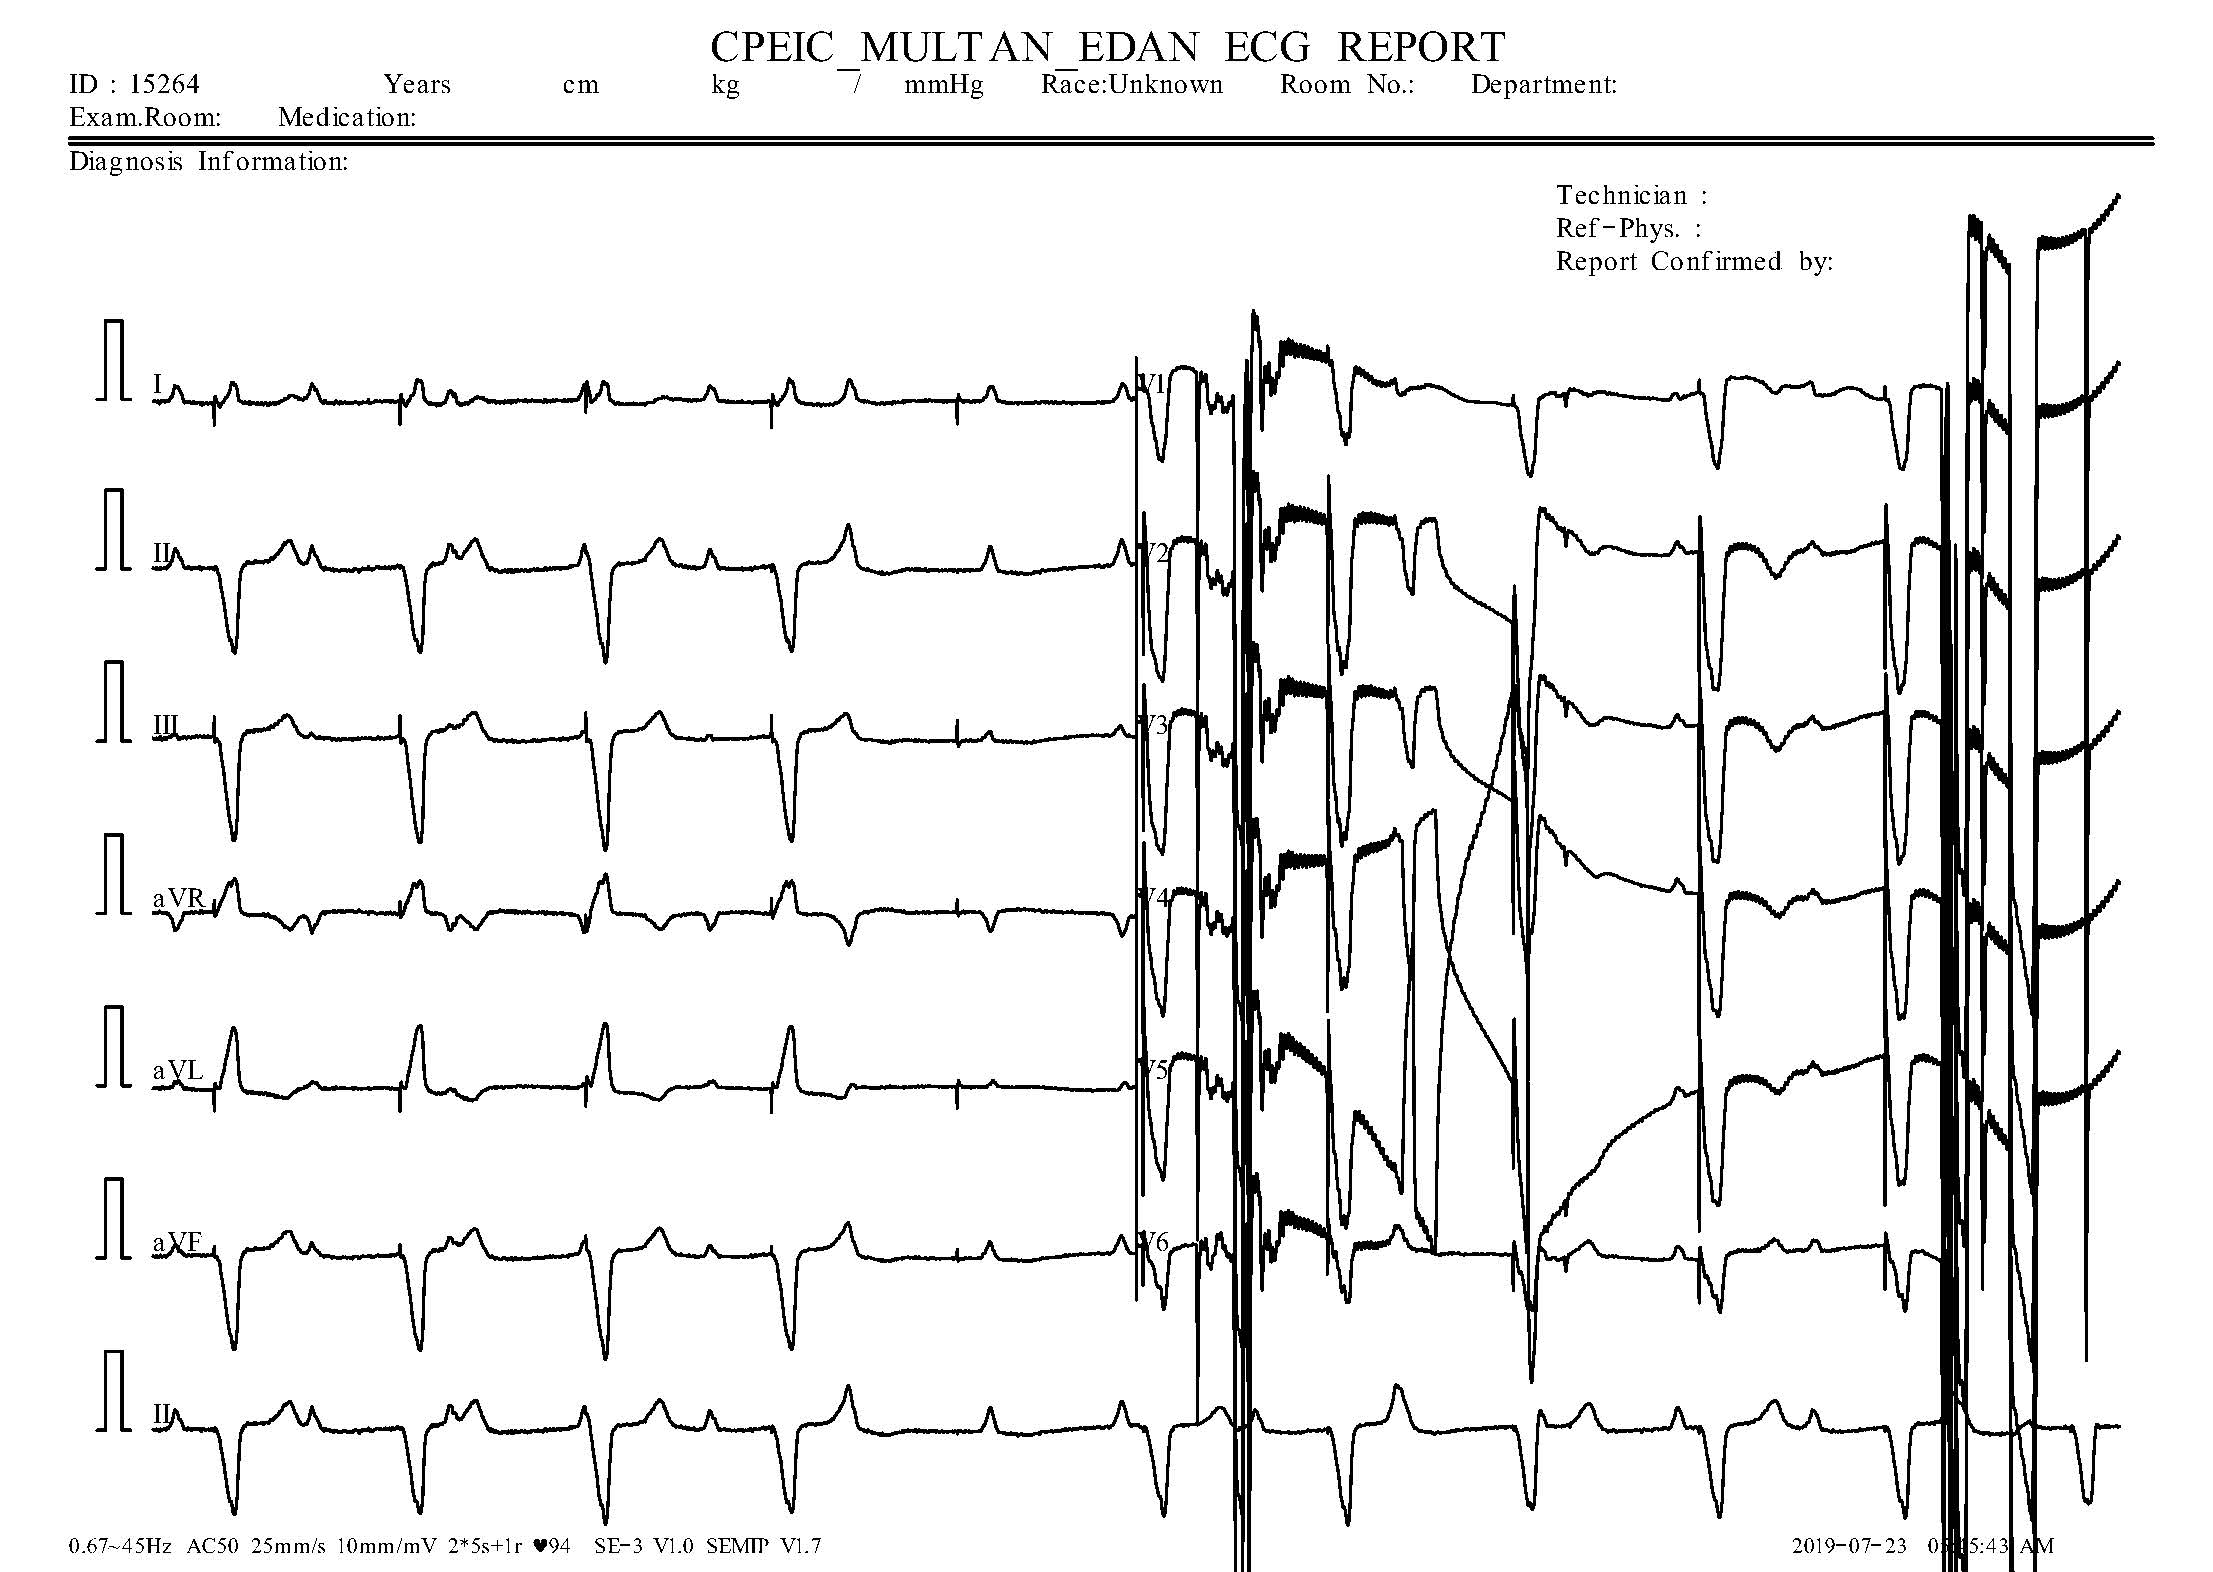 CPEIC_MULTAN_EDAN ECG REPORT
ID : 15264 Years cm kg / mmHg Race:Unknown Room No.: Department:
Exam.Room: Medication:
Diagnosis Information:
Technician :
Ref-Phys. :
Report Confirmed by:
I V1
II V2
III V3
aVR V4
aVL V5
aVF V6
II
0.67~45Hz AC50 25mm/s 10mm/mV 2*5s+1r ♥94 SE-3 V1.0 SEMIP V1.7 2019-07-23 AM